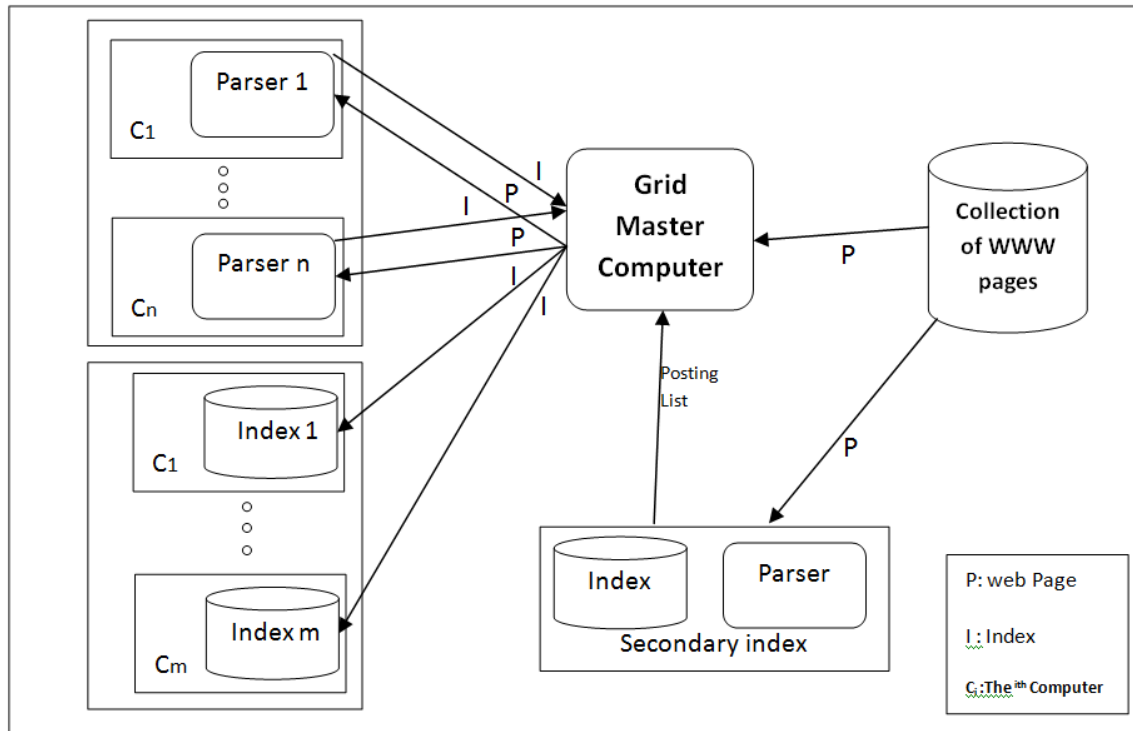 Parser 1
C1
Parser n
Cn
Index 1
C1
Index m
Cm
I
P
I
P
I
I
Grid
Master
Computer
P
Collection
of WWW
pages
Posting
List
P
Index
Parser
Secondary index
P: web Page
I : Index
Ci:The ith Computer